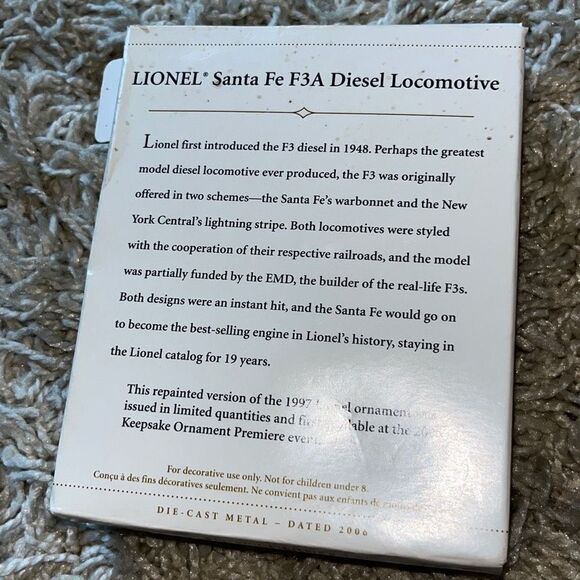 LIONEL® Santa Fe F3A Diesel Locomotive
Lionel first introduced the F3 diesel in 1948. Perhaps the greatest
model diesel locomotive ever produced, the F3 was originally
offered in two schemes—the Santa Fe's warbonnet and the New
York Central's lightning stripe. Both locomotives were styled
with the cooperation of their respective railroads, and the model
was partially funded by the EMD, the builder of the real-life F3s.
Both designs were an instant hit, and the Santa Fe would go on
to become the best-selling engine in Lionel's history, staying in
the Lionel catalog for 19 years.
This repainted version of the 1997 ornament
issued in limited quantities and at the
Keepsake Ornament Premiere
For decorative use only. Not for children under 8.
Conçu à des fins décoratives seulement. Ne convient pas aux enfants de
DIE-CAST METAL – DATED 2006